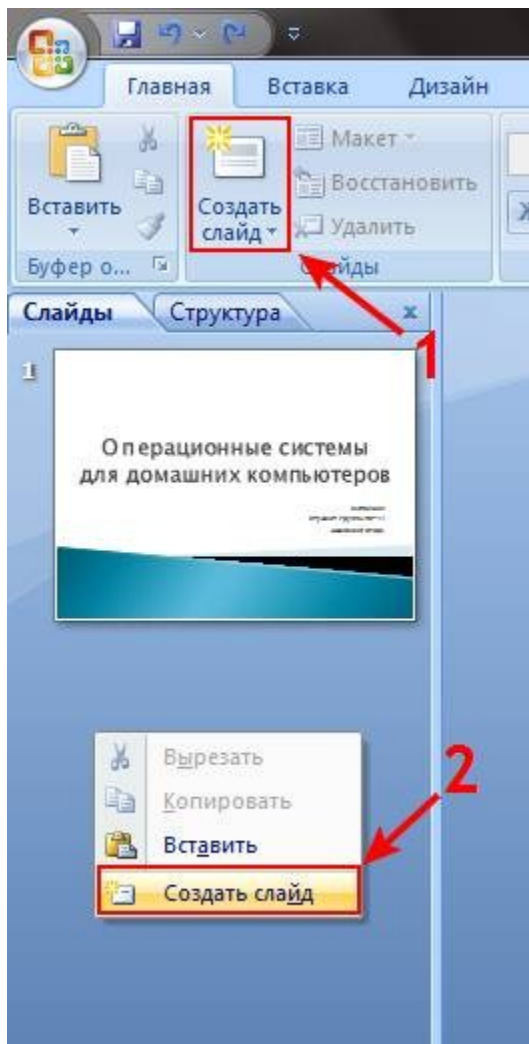 Главная Вставка Дизайн
Макет
Восстановить
Вставить
Создать
слайд
Удалить
Буфер о...
Слайды
Слайды Структура x
1
1
Операционные системы
для домашних компьютеров
2
Вырезать
Копировать
Вставить
Создать слайд